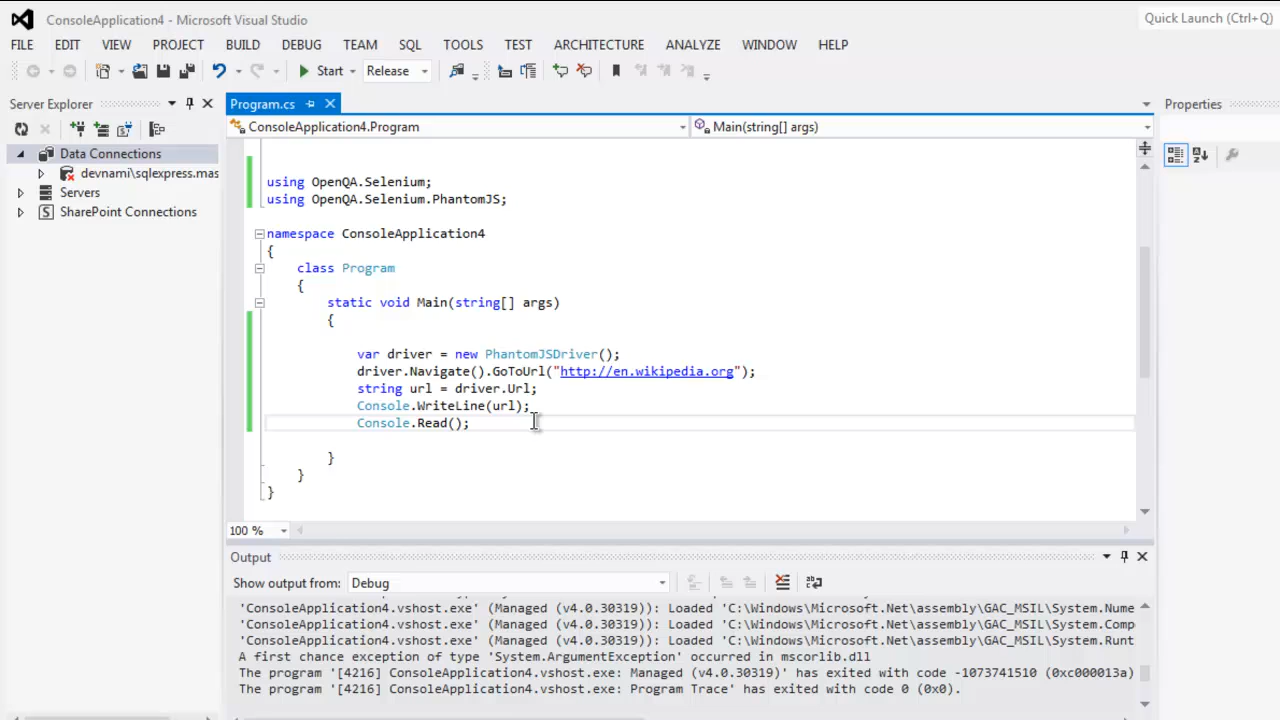 ConsoleApplication4 - Microsoft Visual Studio
Quick Launch (Ctrl+Q)
FILE EDIT VIEW PROJECT BUILD DEBUG TEAM SQL TOOLS TEST ARCHITECTURE ANALYZE WINDOW HELP
Start Release
Server Explorer
Program.cs
Properties
ConsoleApplication4.Program
Main(string[] args)
Data Connections
devnami\sqlexpress.mas
Servers
SharePoint Connections
using OpenQA.Selenium;
using OpenQA.Selenium.PhantomJS;
namespace ConsoleApplication4
{
class Program
{
static void Main(string[] args)
{
var driver = new PhantomJSDriver();
driver.Navigate().GoToUrl("http://en.wikipedia.org");
string url = driver.Url;
Console.WriteLine(url);
Console.Read();
}
}
}
100 %
Output
Show output from: Debug
'ConsoleApplication4.vshost.exe' (Managed (v4.0.30319)): Loaded 'C:\Windows\Microsoft.Net\assembly\GAC_MSIL\System.Nume
'ConsoleApplication4.vshost.exe' (Managed (v4.0.30319)): Loaded 'C:\Windows\Microsoft.Net\assembly\GAC_MSIL\System.Comp
'ConsoleApplication4.vshost.exe' (Managed (v4.0.30319)): Loaded 'C:\Windows\Microsoft.Net\assembly\GAC_MSIL\System.Runt
A first chance exception of type 'System.ArgumentException' occurred in mscorlib.dll
The program '[4216] ConsoleApplication4.vshost.exe: Managed (v4.0.30319)' has exited with code -1073741510 (0xc000013a)
The program '[4216] ConsoleApplication4.vshost.exe: Program Trace' has exited with code 0 (0x0).